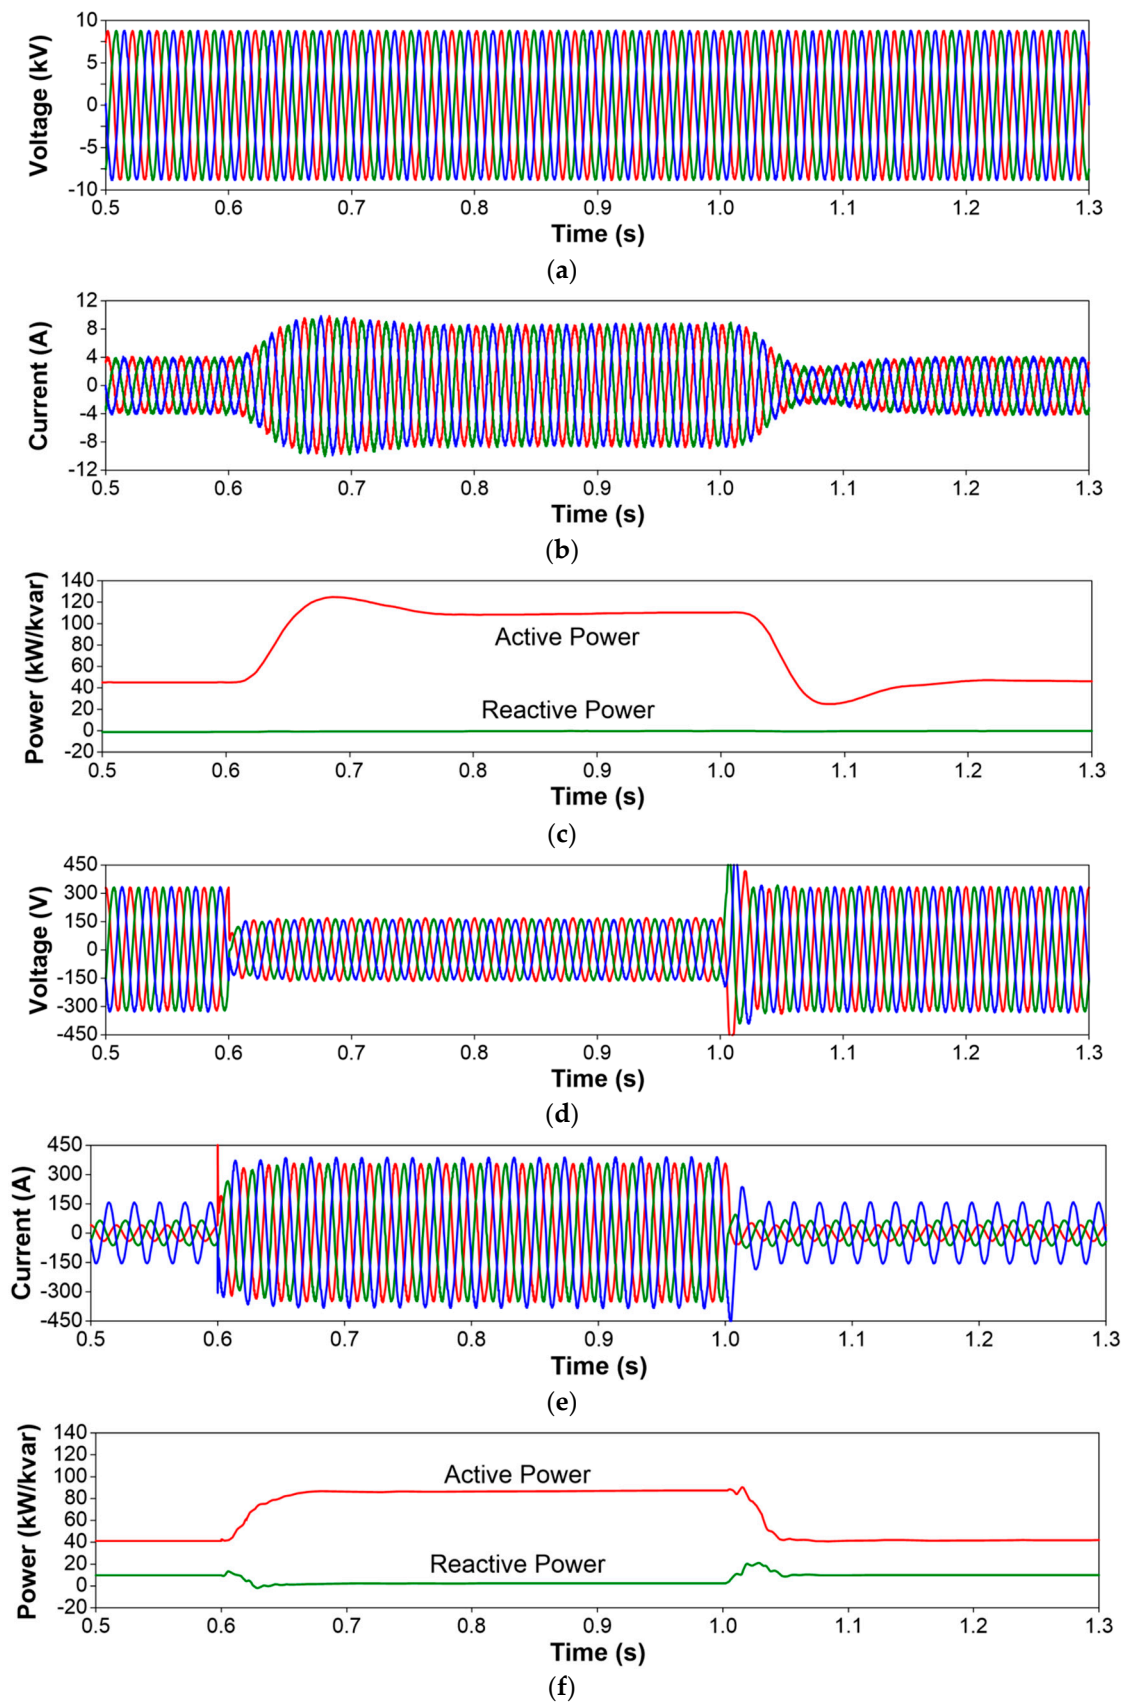 10
5
0
-5
-10
Voltage (kV)
0.5 0.6 0.7 0.8 0.9 1.0 1.1 1.2 1.3
Time (s)
(a)
12
8
4
0
-4
-8
-12
Current (A)
0.5 0.6 0.7 0.8 0.9 1.0 1.1 1.2 1.3
Time (s)
(b)
140
120
100
80
60
40
20
0
-20
Power (kW/kvar)
Active Power
Reactive Power
0.5 0.6 0.7 0.8 0.9 1.0 1.1 1.2 1.3
Time (s)
(c)
450
300
150
0
-150
-300
-450
Voltage (V)
0.5 0.6 0.7 0.8 0.9 1.0 1.1 1.2 1.3
Time (s)
(d)
450
300
150
0
-150
-300
-450
Current (A)
0.5 0.6 0.7 0.8 0.9 1.0 1.1 1.2 1.3
Time (s)
(e)
140
120
100
80
60
40
20
0
-20
Power (kW/kvar)
Active Power
Reactive Power
0.5 0.6 0.7 0.8 0.9 1.0 1.1 1.2 1.3
Time (s)
(f)